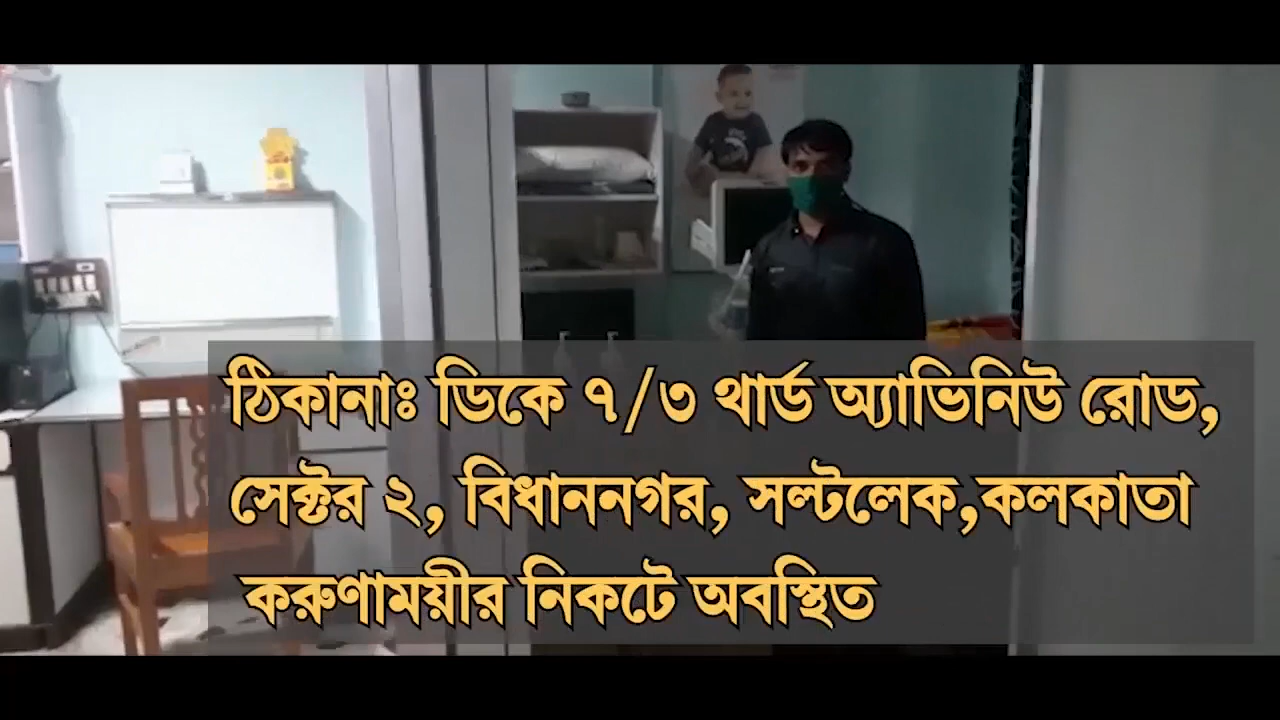 ঠিকানাঃ ডিকে ৭/৩ থার্ড অ্যাভিনিউ রোড,
সেক্টর ২, বিধাননগর, সল্টলেক,কলকাতা
করুণাময়ীর নিকটে অবস্থিত